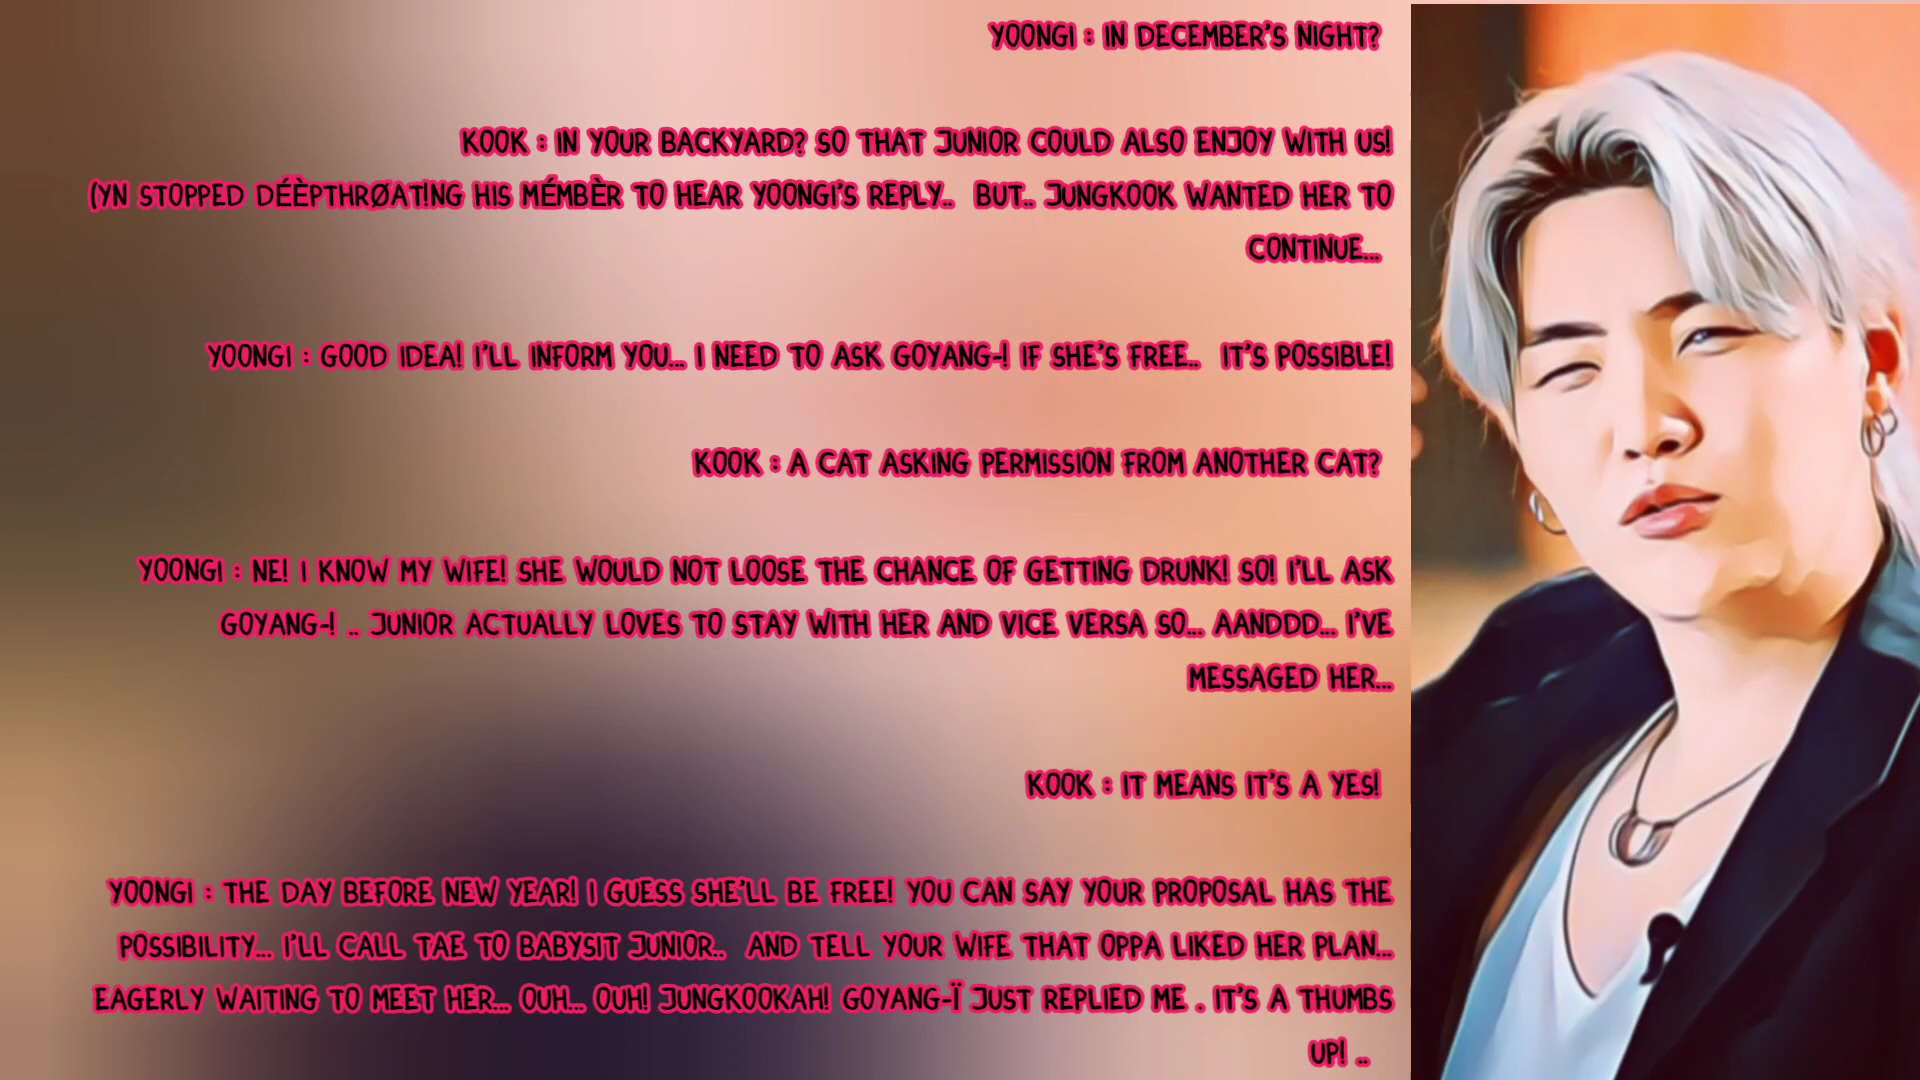 YOONGI : IN DECEMBER'S NIGHT?
KOOK : IN YOUR BACKYARD? SO THAT JUNIOR COULD ALSO ENJOY WITH US!
(YN STOPPED DÉÈPTHRØAT!NG HIS MÉMBÈR TO HEAR YOONGI'S REPLY.. BUT.. JUNGKOOK WANTED HER TO
CONTINUE...
YOONGI : GOOD IDEA! I'LL INFORM YOU... I NEED TO ASK GOYANG-! IF SHE'S FREE.. IT'S POSSIBLE!
KOOK : A CAT ASKING PERMISSION FROM ANOTHER CAT?
YOONGI : NE! I KNOW MY WIFE! SHE WOULD NOT LOOSE THE CHANCE OF GETTING DRUNK! SO! I'LL ASK
GOYANG-! .. JUNIOR ACTUALLY LOVES TO STAY WITH HER AND VICE VERSA SO... AANDDD... I'VE
MESSAGED HER...
KOOK : IT MEANS IT'S A YES!
YOONGI : THE DAY BEFORE NEW YEAR! I GUESS SHE'LL BE FREE! YOU CAN SAY YOUR PROPOSAL HAS THE
POSSIBILITY... I'LL CALL TAE TO BABYSIT JUNIOR.. AND TELL YOUR WIFE THAT OPPA LIKED HER PLAN...
EAGERLY WAITING TO MEET HER... OUH... OUH! JUNGKOOKAH! GOYANG-Ï JUST REPLIED ME . IT'S A THUMBS
UP! ..